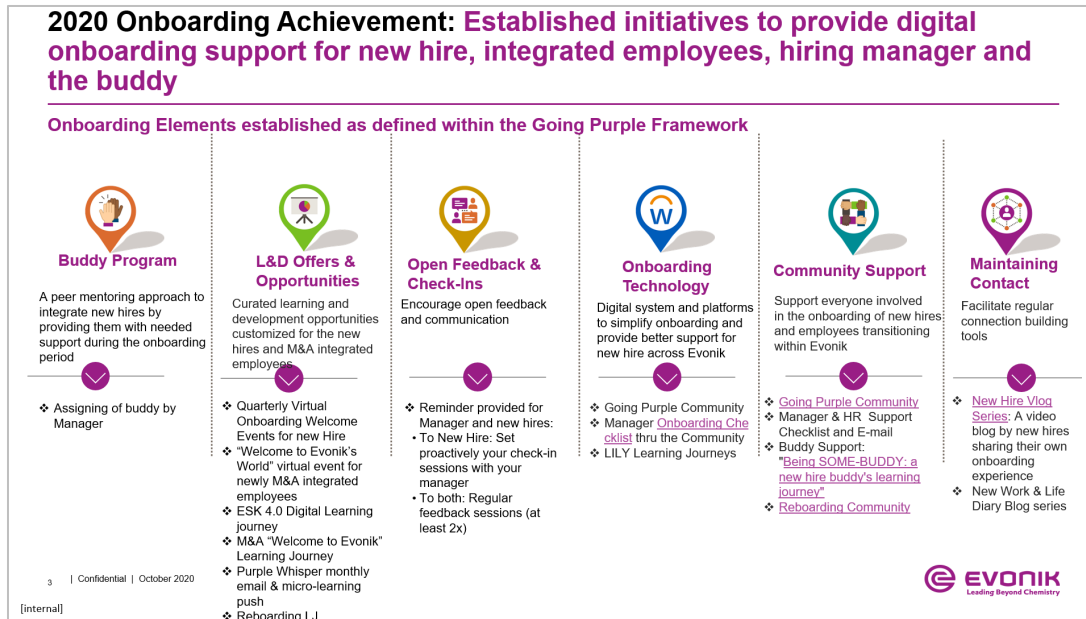 2020 Onboarding Achievement: Established initiatives to provide digital
onboarding support for new hire, integrated employees, hiring manager and
the buddy
Onboarding Elements established as defined within the Going Purple Framework
Buddy Program
A peer mentoring approach to
integrate new hires by
providing them with needed
support during the onboarding
period
❖ Assigning of buddy by
Manager
L&D Offers &
Opportunities
Curated learning and
development opportunities
customized for the new
hires and M&A integrated
employees
❖ Quarterly Virtual
Onboarding Welcome
Events for new Hire
❖ “Welcome to Evonik’s
World” virtual event for
newly M&A integrated
employees
❖ ESK 4.0 Digital Learning
journey
❖ M&A “Welcome to Evonik”
Learning Journey
❖ Purple Whisper monthly
email & micro-learning
push
❖ Reboarding LJ
Open Feedback &
Check-Ins
Encourage open feedback
and communication
❖ Reminder provided for
Manager and new hires:
• To New Hire: Set
proactively your check-in
sessions with your
manager
• To both: Regular
feedback sessions (at
least 2x)
W
Onboarding
Technology
Digital system and platforms
to simplify onboarding and
provide better support for
new hire across Evonik
❖ Going Purple Community
❖ Manager Onboarding Che
cklist thru the Community
❖ LILY Learning Journeys
Community Support
Support everyone involved
in the onboarding of new hires
and employees transitioning
within Evonik
❖ Going Purple Community
❖ Manager & HR Support
Checklist and E-mail
❖ Buddy Support:
"Being SOME-BUDDY: a
new hire buddy's learning
journey"
❖ Reboarding Community
Maintaining
Contact
Facilitate regular
connection building
tools
❖ New Hire Vlog
Series: A video
blog by new hires
sharing their own
onboarding
experience
❖ New Work & Life
Diary Blog series
3 | Confidential | October 2020
[internal]
EVONIK
Leading Beyond Chemistry